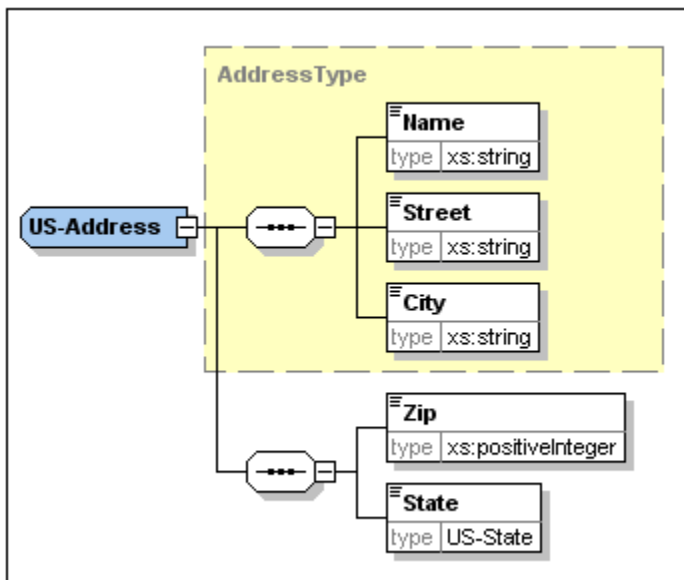 AddressType
Name
type xs:string
US-Address
Street
type xs:string
City
type xs:string
Zip
type xs:positiveInteger
State
type US-State